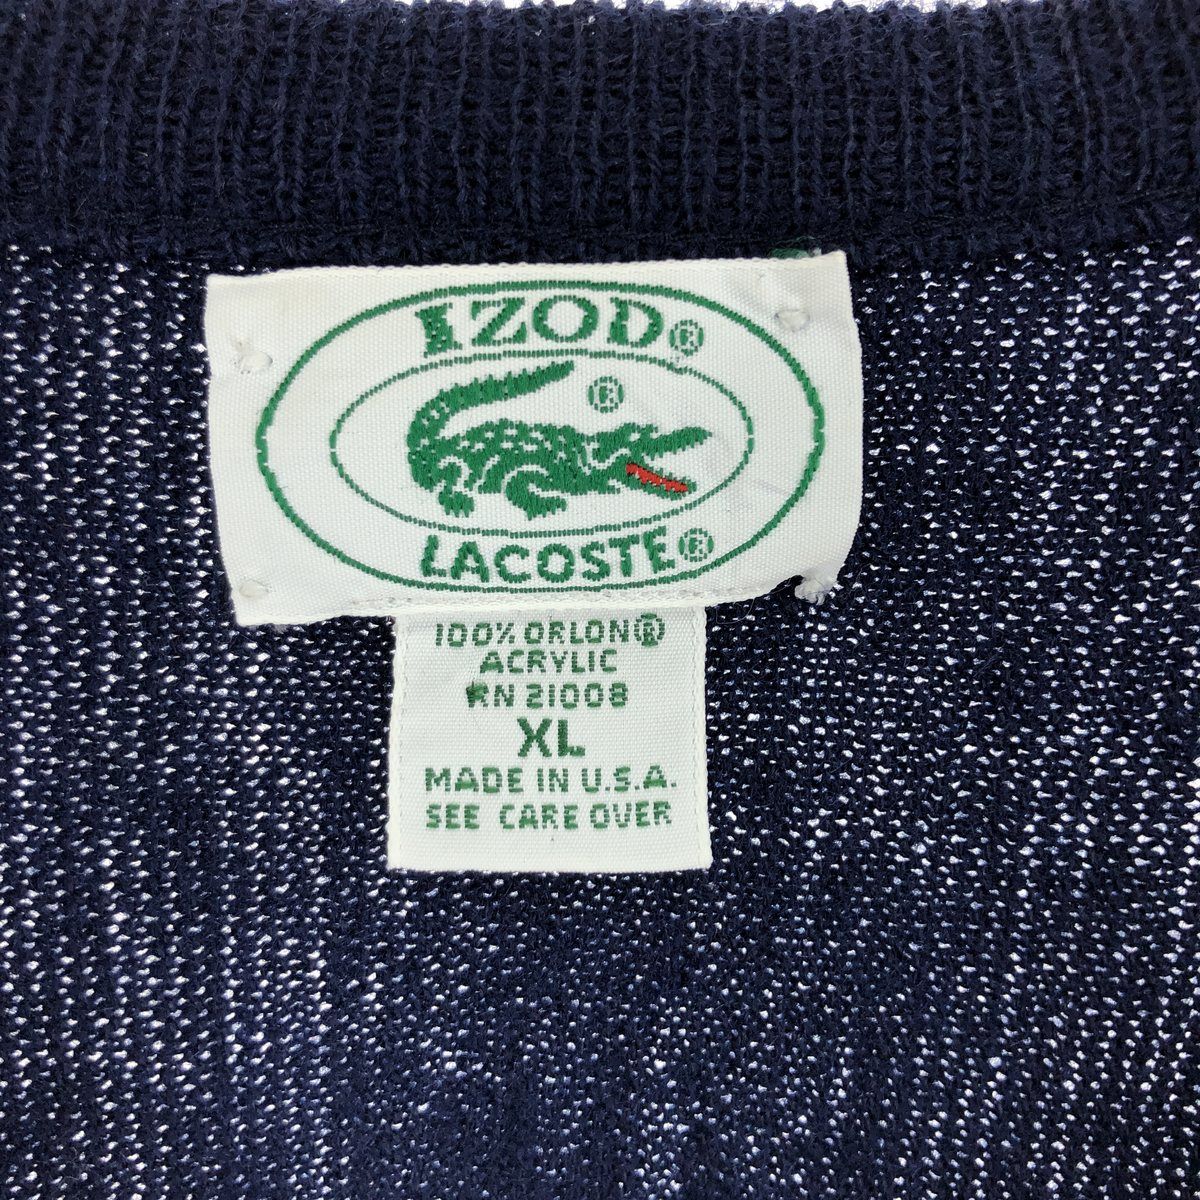 IZOD®
®
LACOSTE®
100% ORLON®
ACRYLIC
RN 21008
XL
MADE IN U.S.A.
SEE CARE OVER